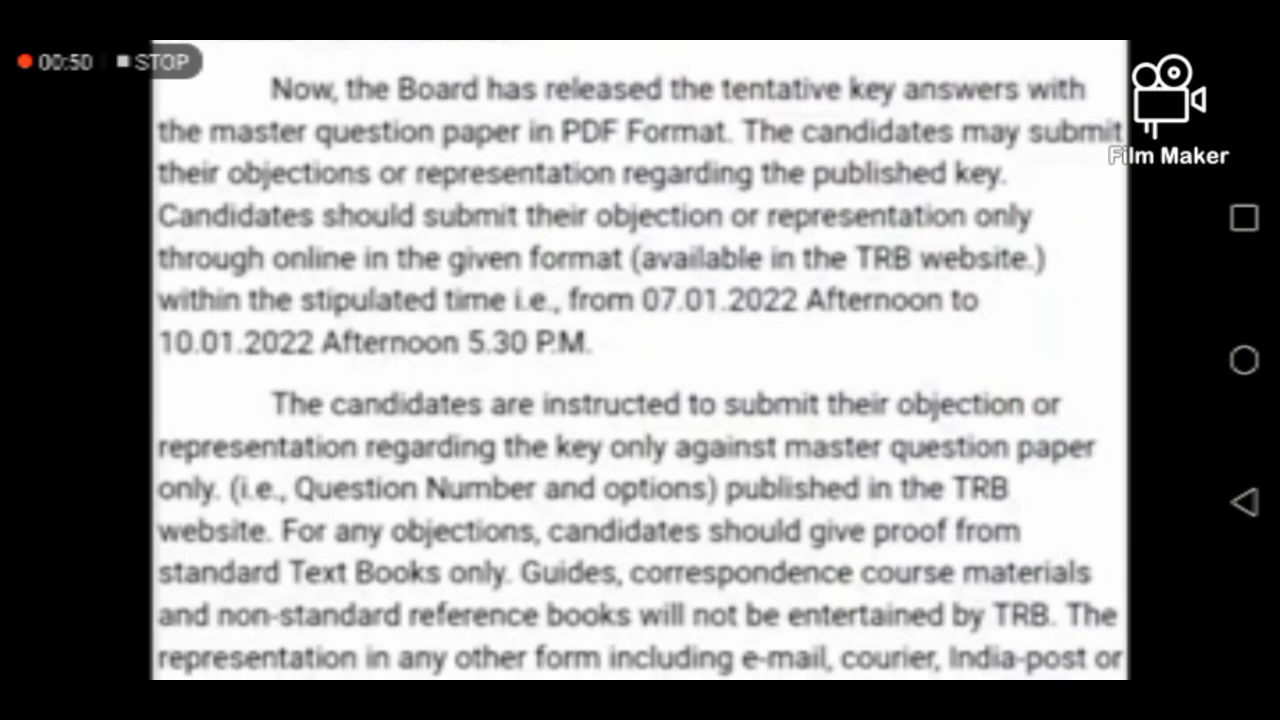 00:50 STOP
Now, the Board has released the tentative key answers with
the master question paper in PDF Format. The candidates may submit
their objections or representation regarding the published key.
Candidates should submit their objection or representation only
through online in the given format (available in the TRB website.)
within the stipulated time i.e., from 07.01.2022 Afternoon to
10.01.2022 Afternoon 5.30 P.M.
The candidates are instructed to submit their objection or
representation regarding the key only against master question paper
only. (i.e., Question Number and options) published in the TRB
website. For any objections, candidates should give proof from
standard Text Books only. Guides, correspondence course materials
and non-standard reference books will not be entertained by TRB. The
representation in any other form including e-mail, courier, India-post or
Film Maker